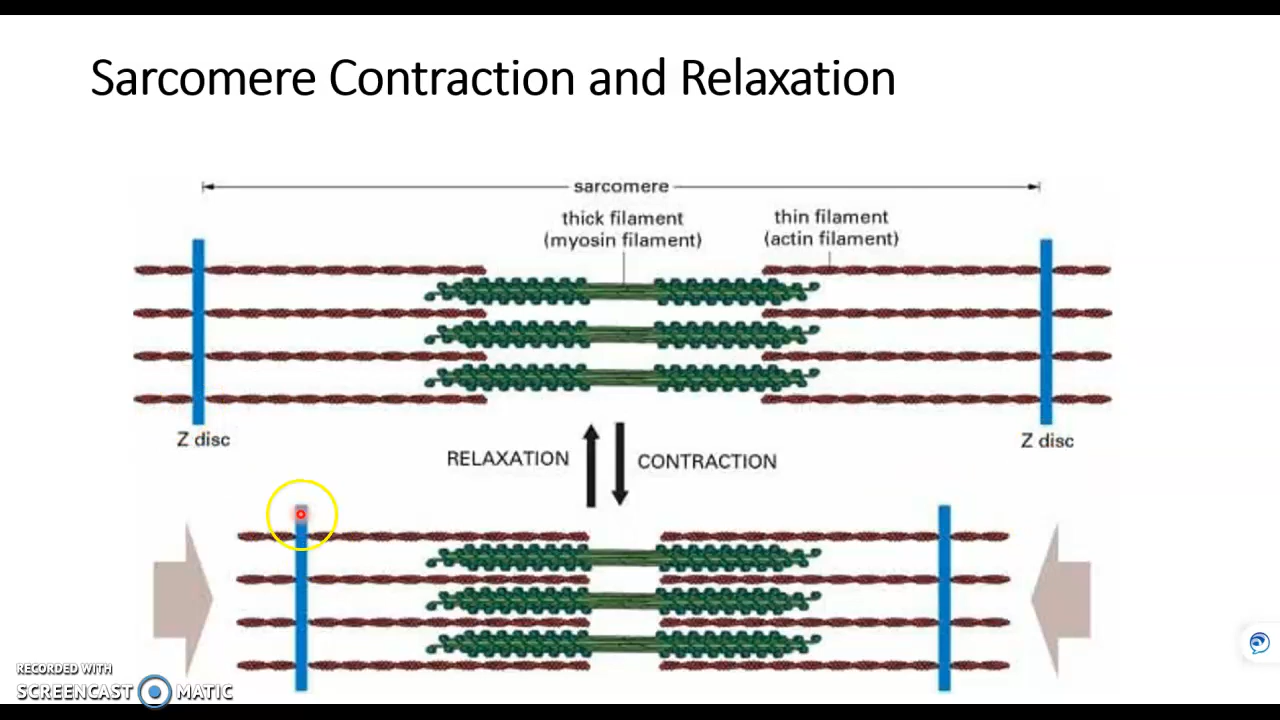 Sarcomere Contraction and Relaxation
sarcomere
thick filament
(myosin filament)
thin filament
(actin filament)
Z disc
Z disc
RELAXATION
CONTRACTION
RECORDED WITH
SCREENCAST MATIC